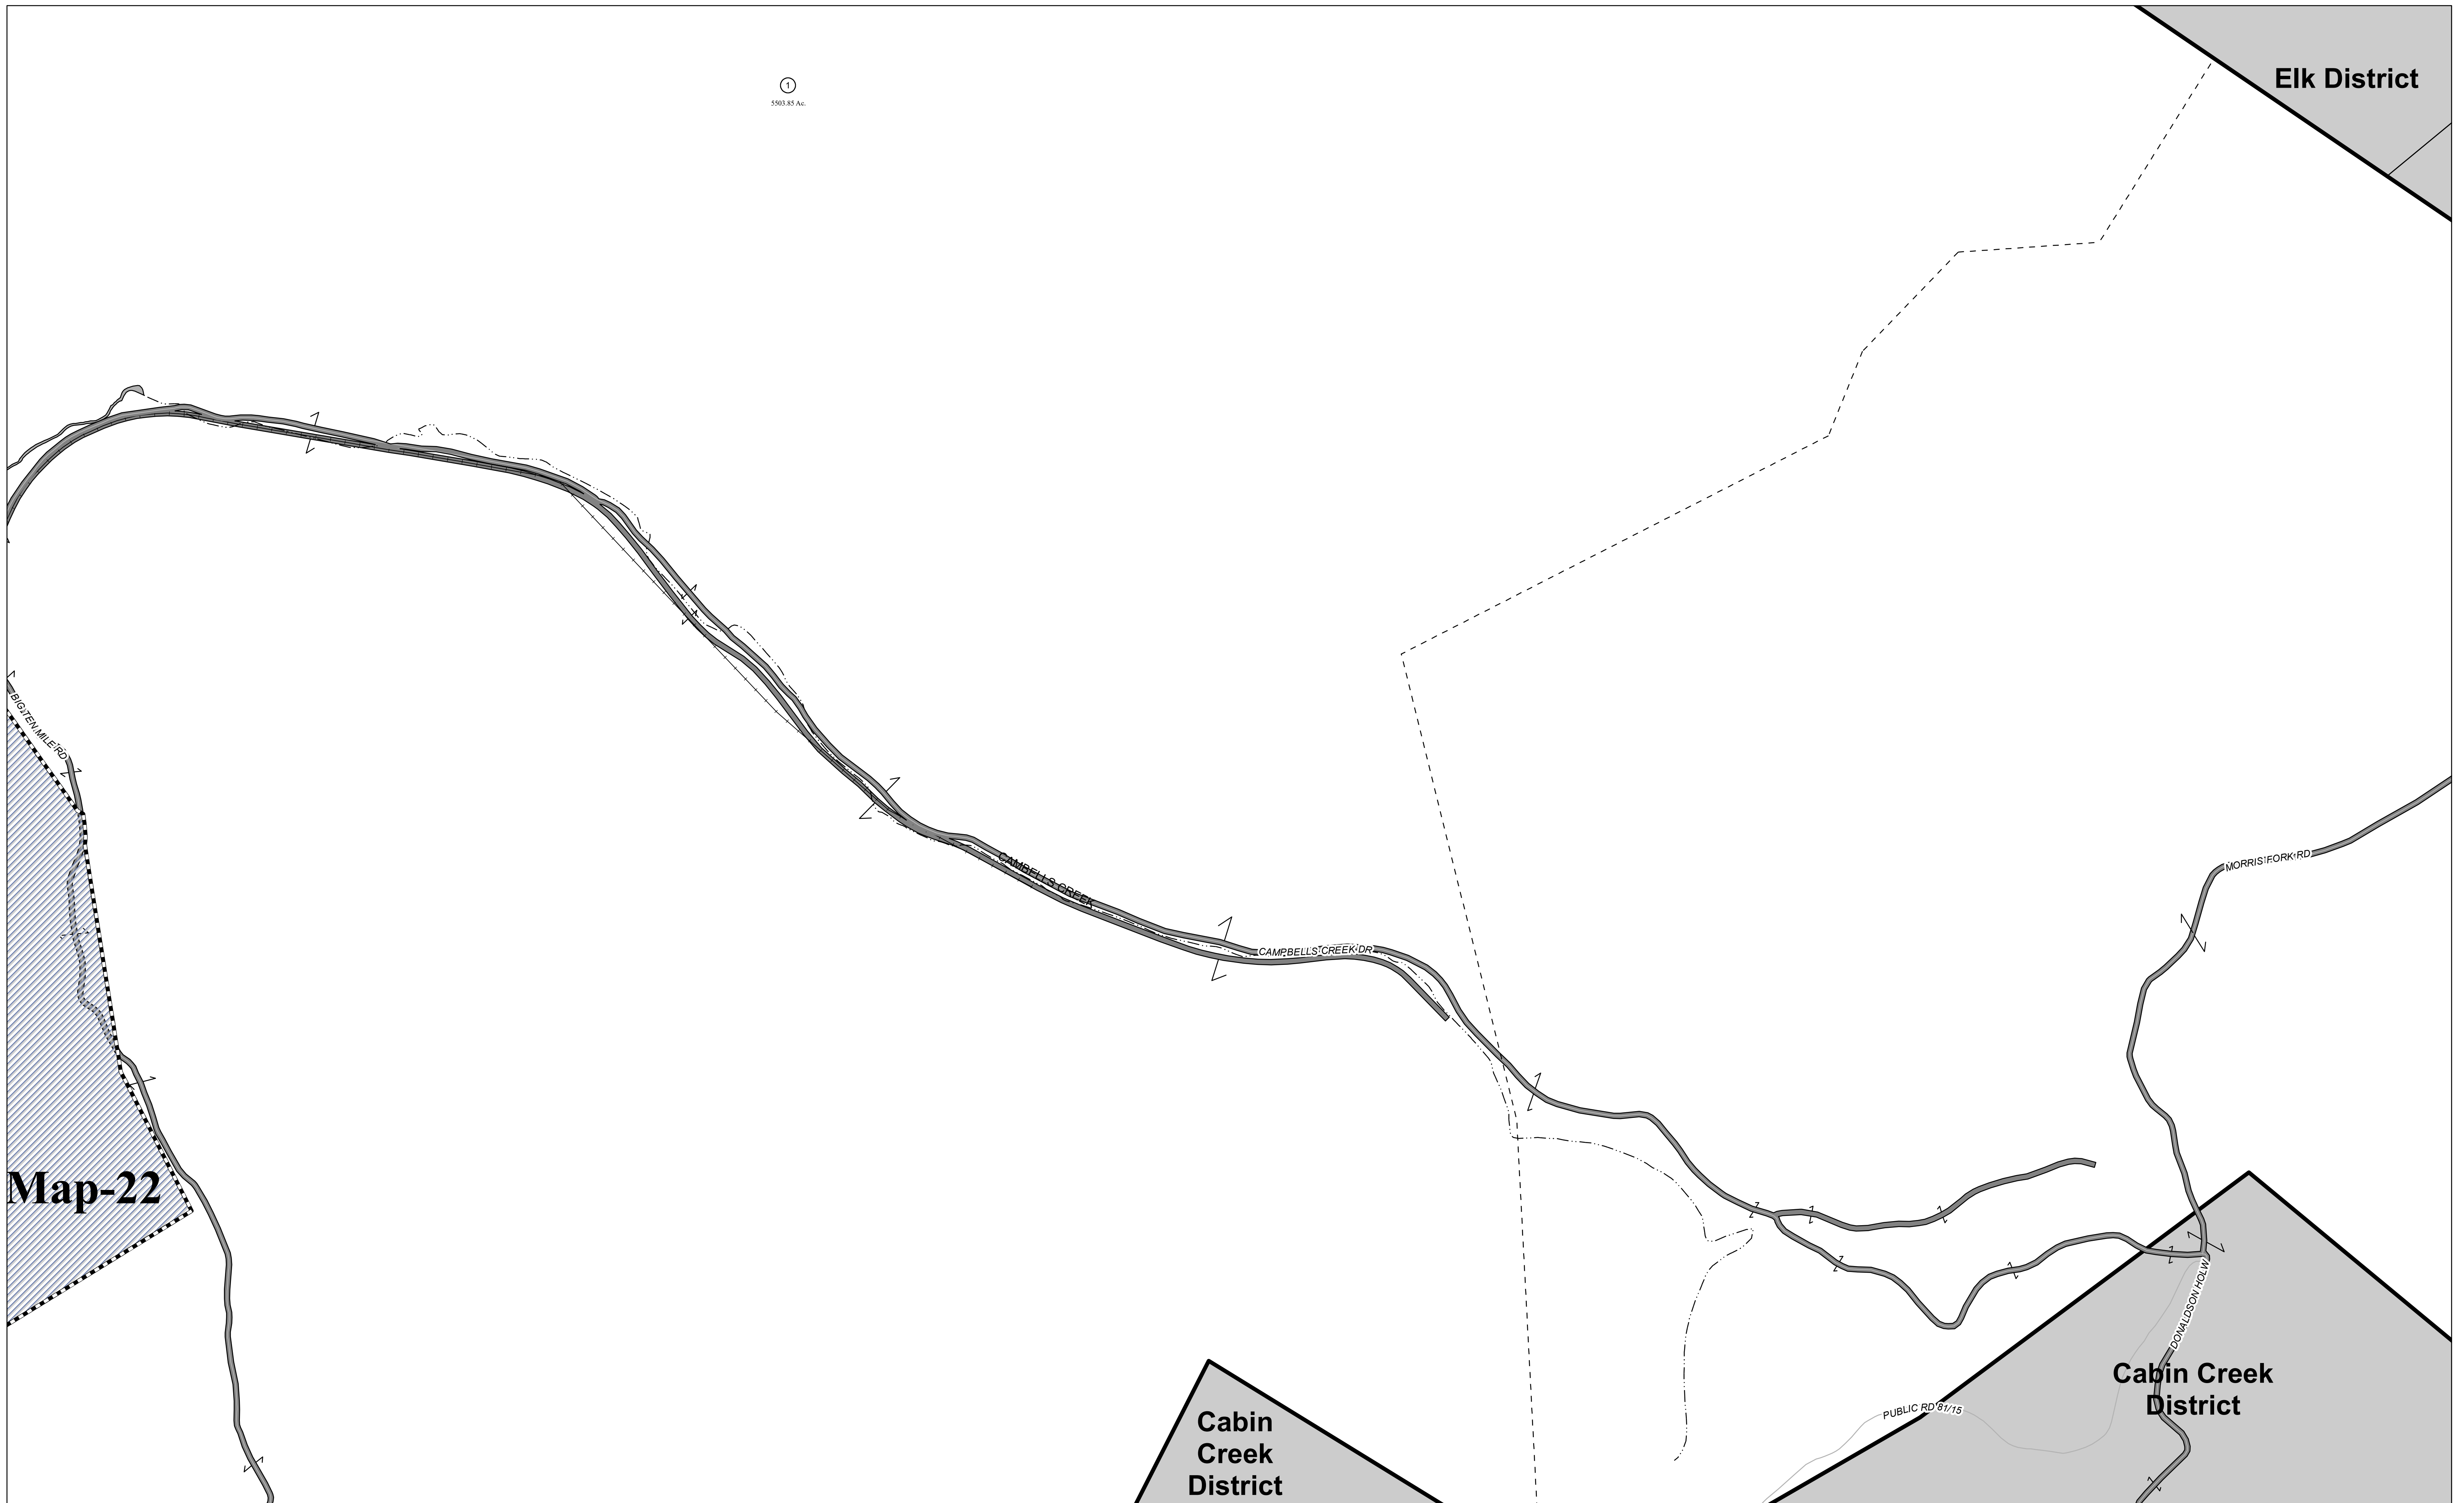 Elk District
1
5503.85 Ac.
BIG TEN MILE RD
MORRIS FORK RD
CAMBELLS CREEK
CAMPBELLS CREEK DR
Map-22
DONALDSON HOLW
Cabin Creek
District
PUBLIC RD 81/15
Cabin
Creek
District